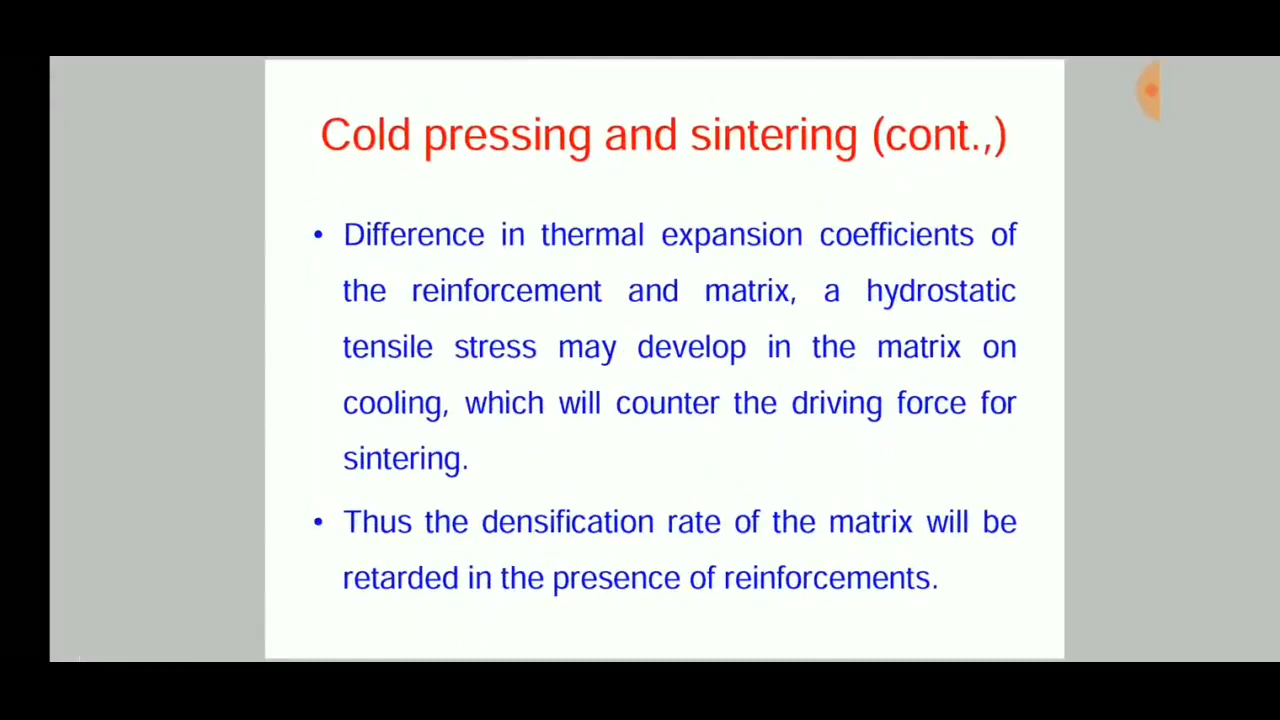 Cold pressing and sintering (cont.,)
• Difference in thermal expansion coefficients of
the reinforcement and matrix, a hydrostatic
tensile stress may develop in the matrix on
cooling, which will counter the driving force for
sintering.
• Thus the densification rate of the matrix will be
retarded in the presence of reinforcements.